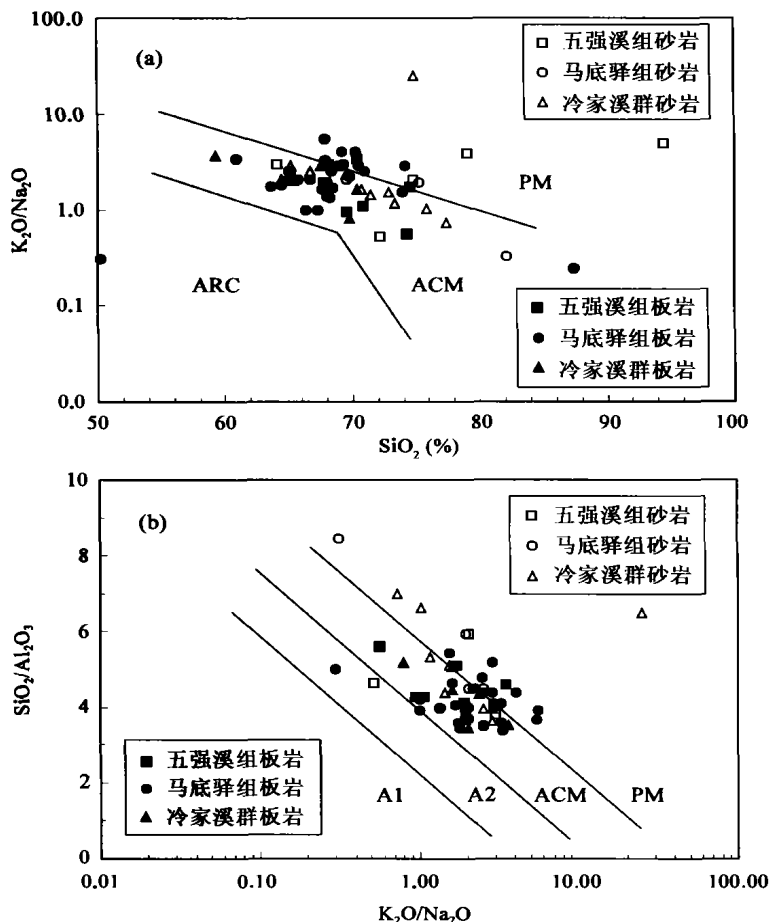 100.0
(a)
五强溪组砂岩
马底驿组砂岩
冷家溪群砂岩
10.0
PM
K₂O/Na₂O
1.0
ARC
ACM
0.1
五强溪组板岩
马底驿组板岩
冷家溪群板岩
0.0
50
60
70
80
90
100
SiO₂ (%)
10
(b)
五强溪组砂岩
马底驿组砂岩
冷家溪群砂岩
8
6
SiO₂/Al₂O₃
4
五强溪组板岩
马底驿组板岩
冷家溪群板岩
2
A1
A2
ACM
PM
0
0.01
0.10
1.00
10.00
100.00
K₂O/Na₂O